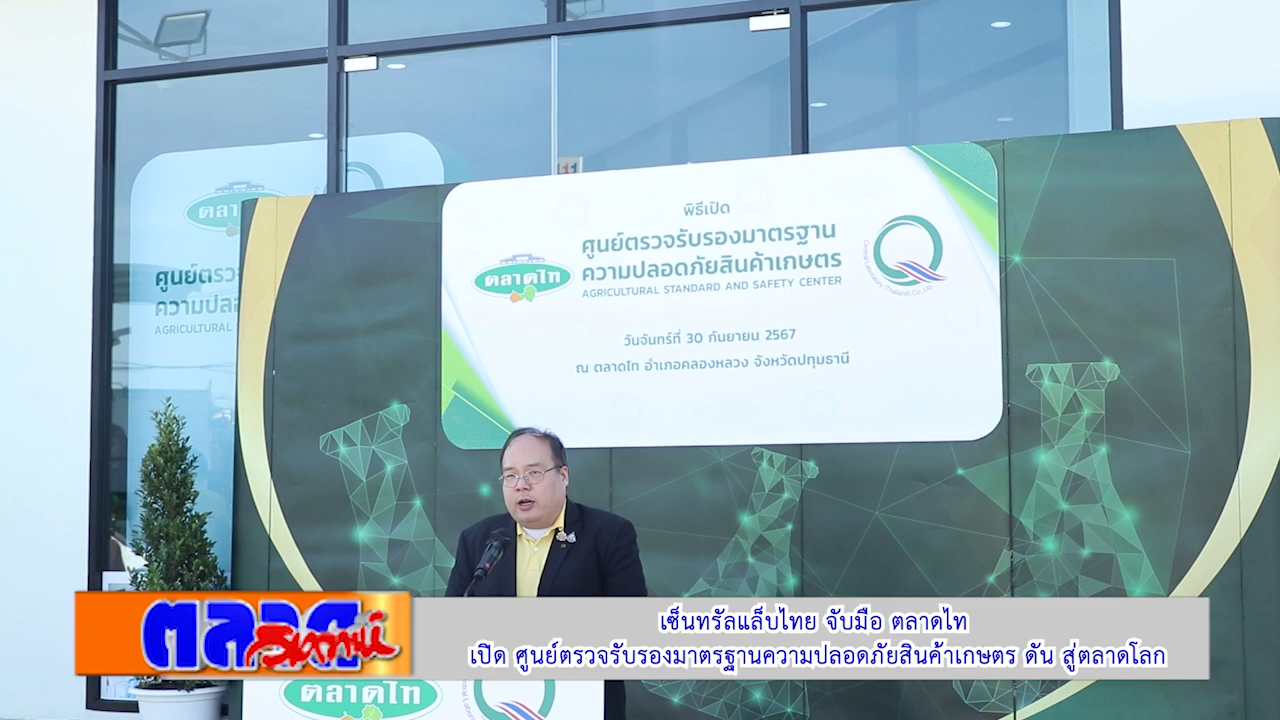 พิธีเปิด
ศูนย์ตรวจรับรองมาตรฐาน
ความปลอดภัยสินค้าเกษตร
AGRICULTURAL STANDARD AND SAFETY CENTER
ตลาดไท
Q
Central Laboratory (Thailand) Co.,Ltd
วันจันทร์ที่ 30 กันยายน 2567
ณ ตลาดไท อำเภอคลองหลวง จังหวัดปทุมธานี
ตลา
ศูนย์ตรวจ
ความปลอ
AGRICULTURAL
11
ตลาด
เซ็นทรัลแล็บไทย จับมือ ตลาดไท
เปิด ศูนย์ตรวจรับรองมาตรฐานความปลอดภัยสินค้าเกษตร ดัน สู่ตลาดโลก
ตลาดไท